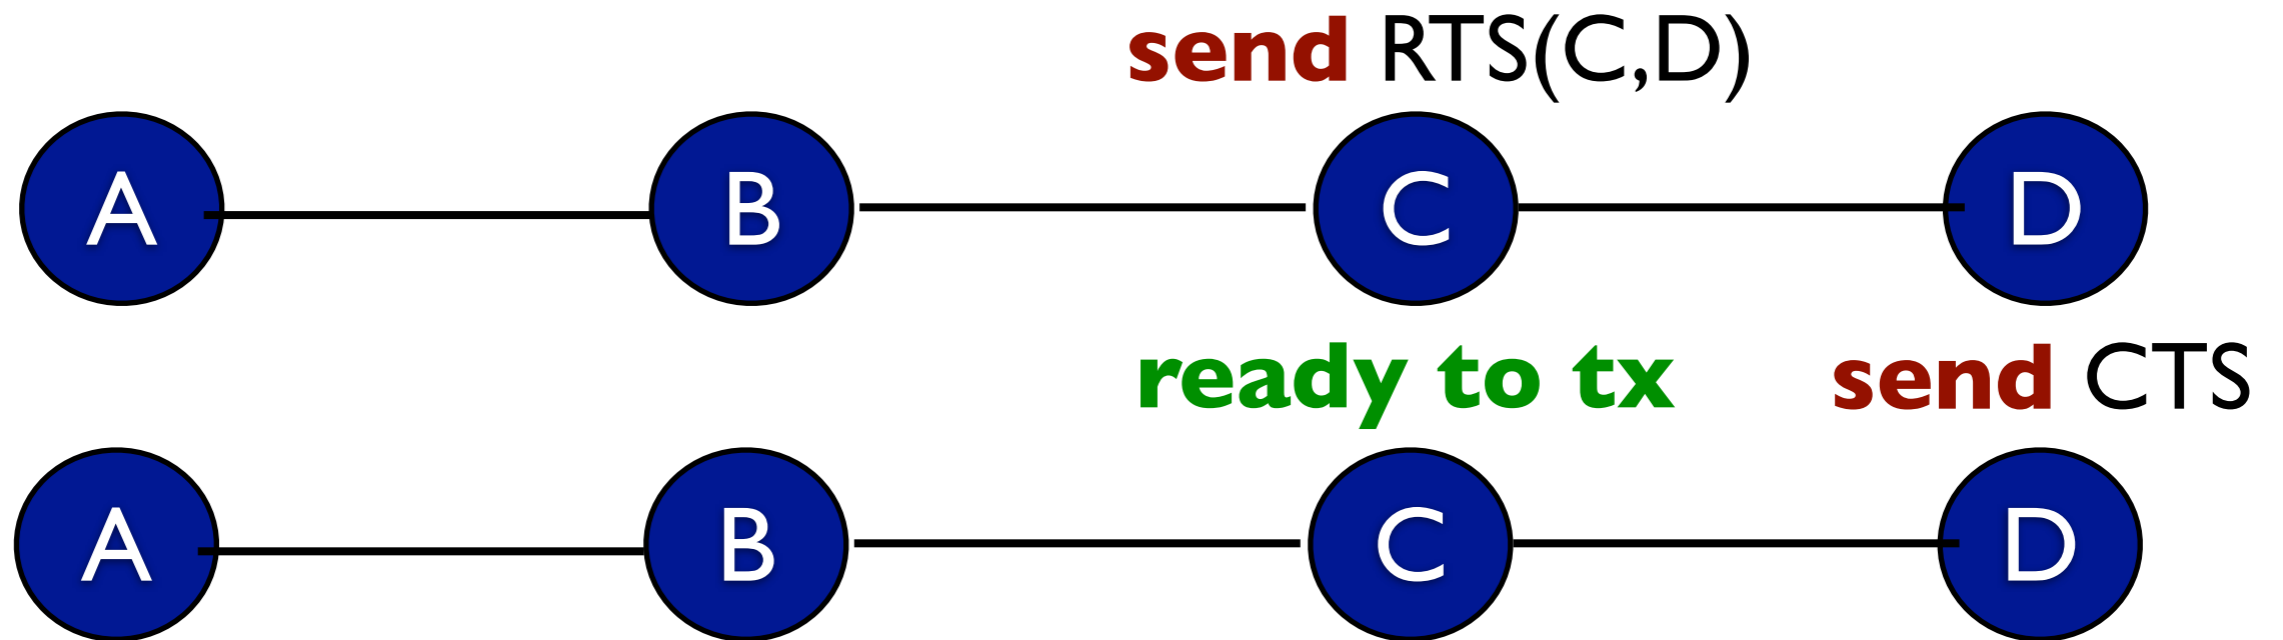 send RTS(C,D)
A B C D
ready to tx send CTS
A B C D